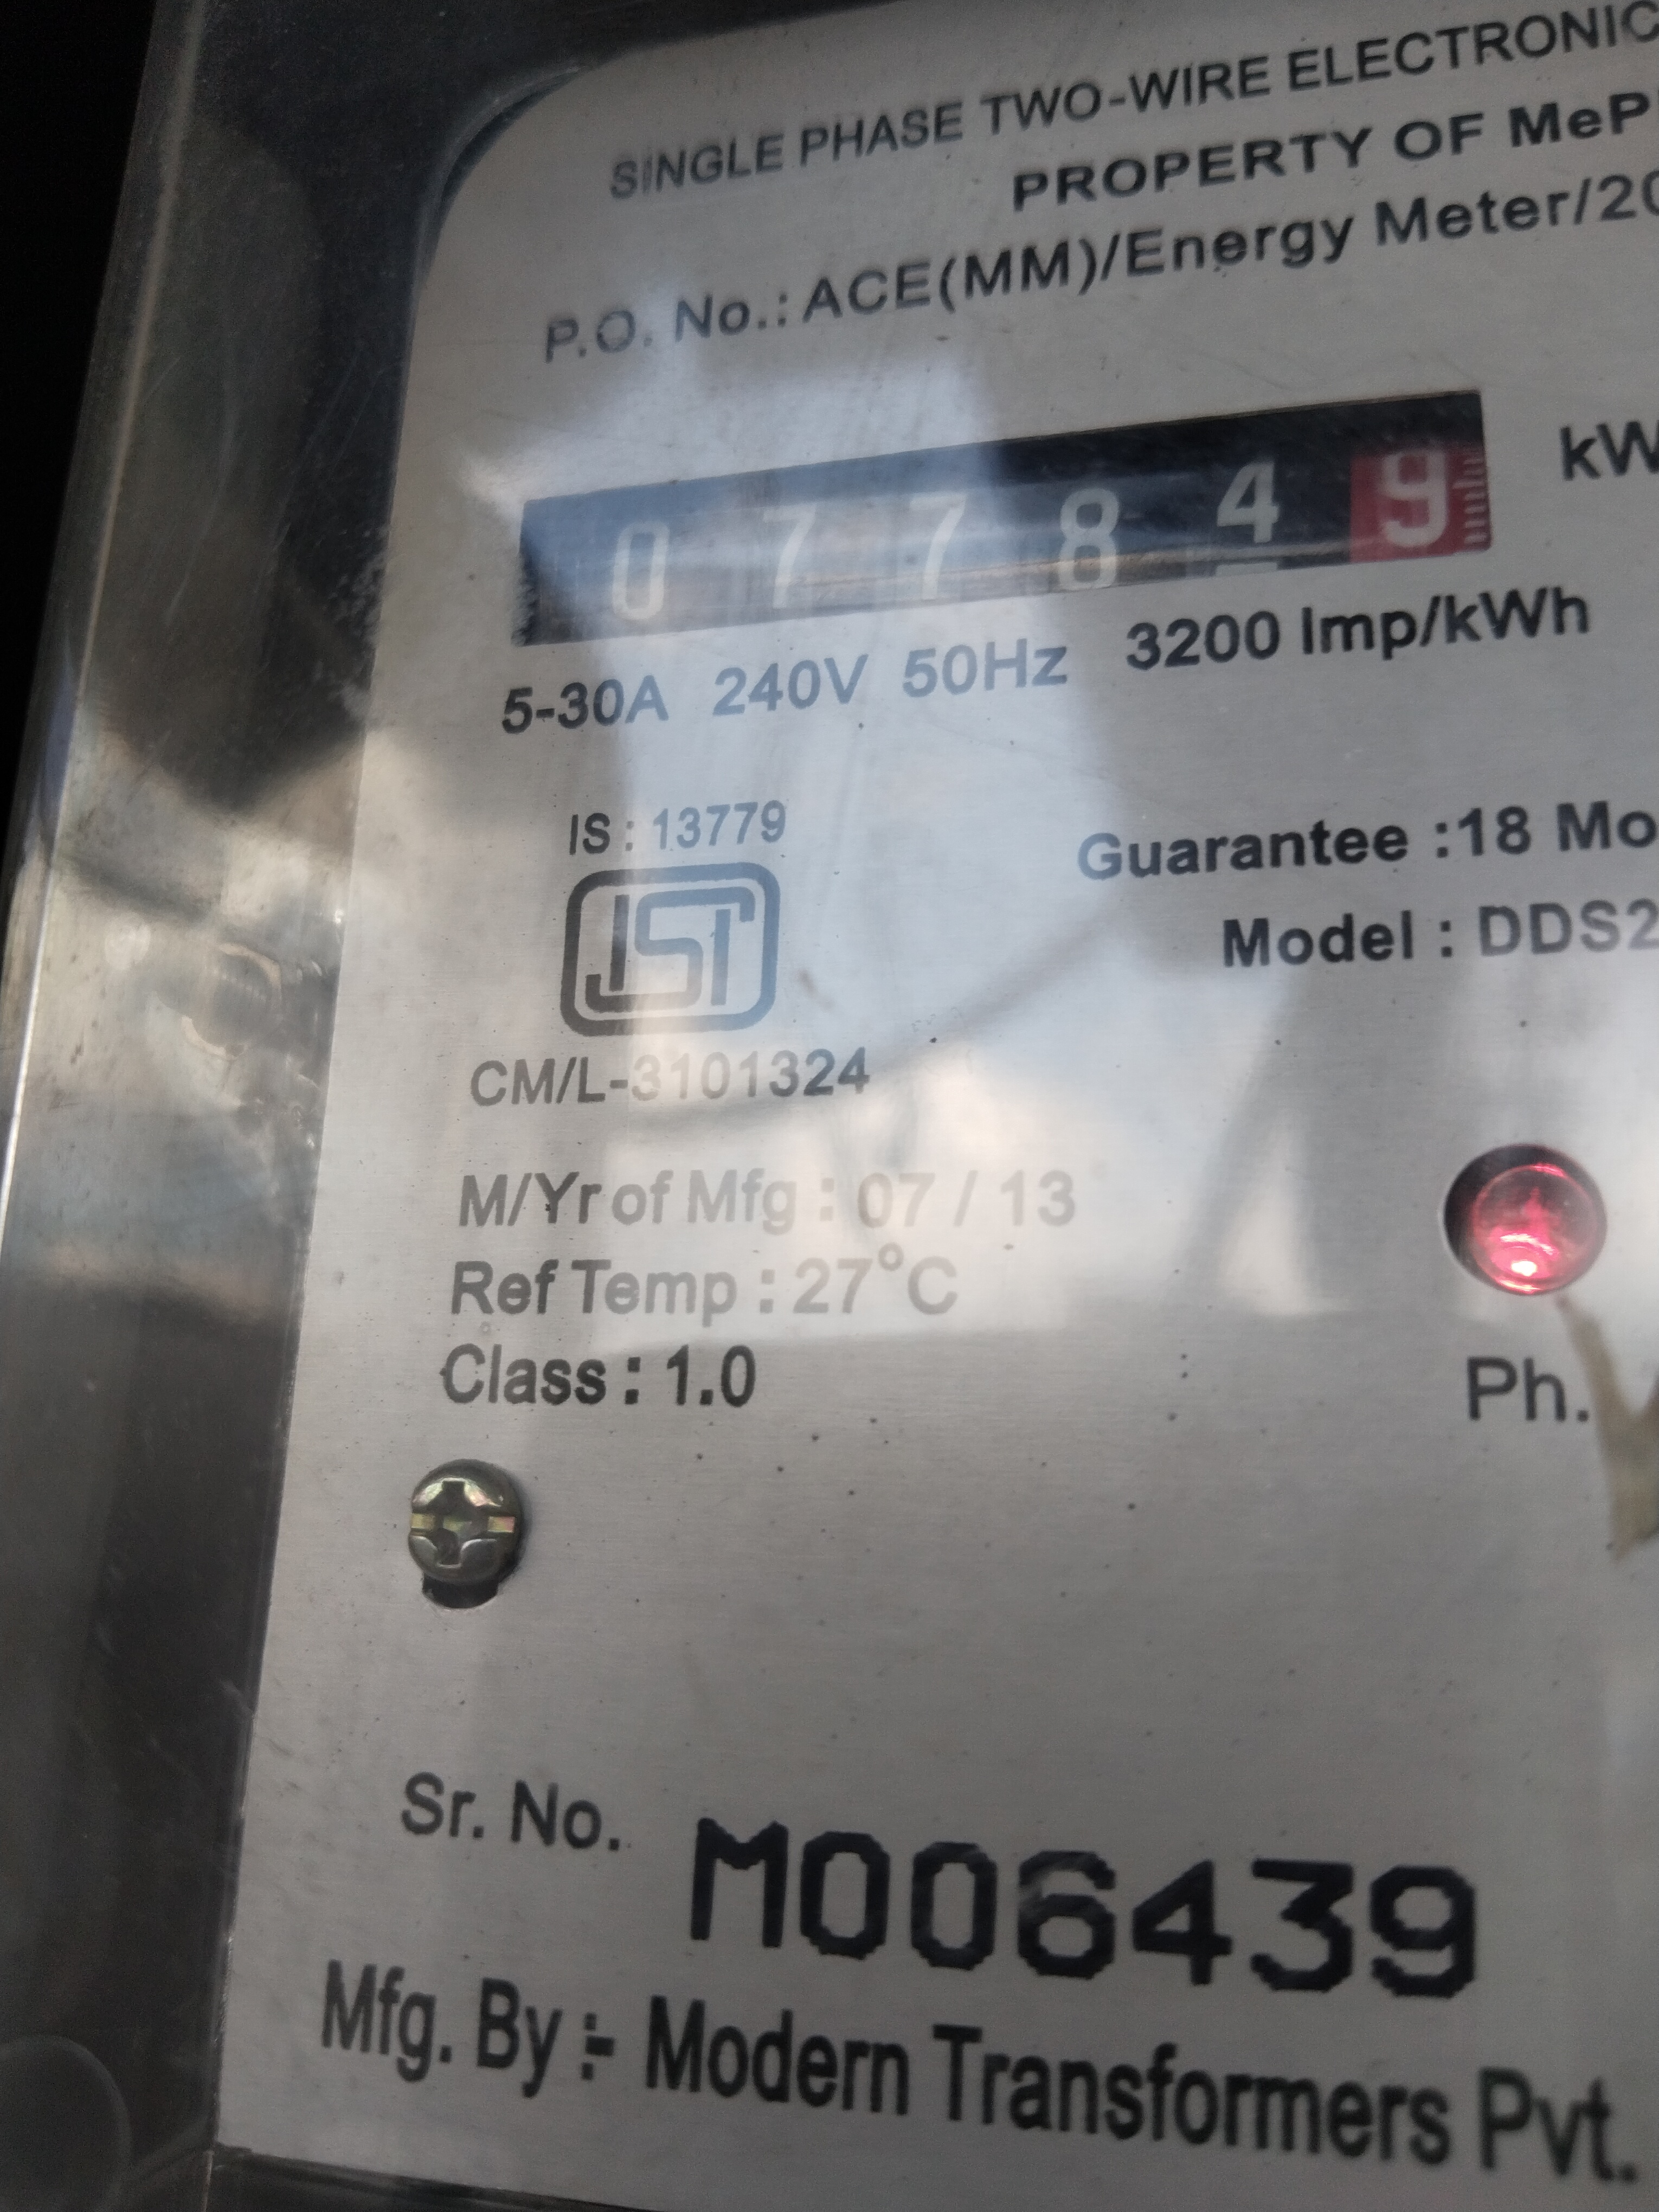 SINGLE PHASE TWO-WIRE ELECTRONIC
PROPERTY OF MeP
P.O. No.: ACE(MM)/Energy Meter/20
0 7 7 8 4 9 kW
5-30A 240V 50Hz 3200 Imp/kWh
IS : 13779
Guarantee :18 Mo
ISI
Model : DDS2
CM/L-3101324
M/Yr of Mfg : 07 / 13
Ref Temp : 27°C
Class : 1.0
Ph.
Sr. No. M006439
Mfg. By :- Modern Transformers Pvt.